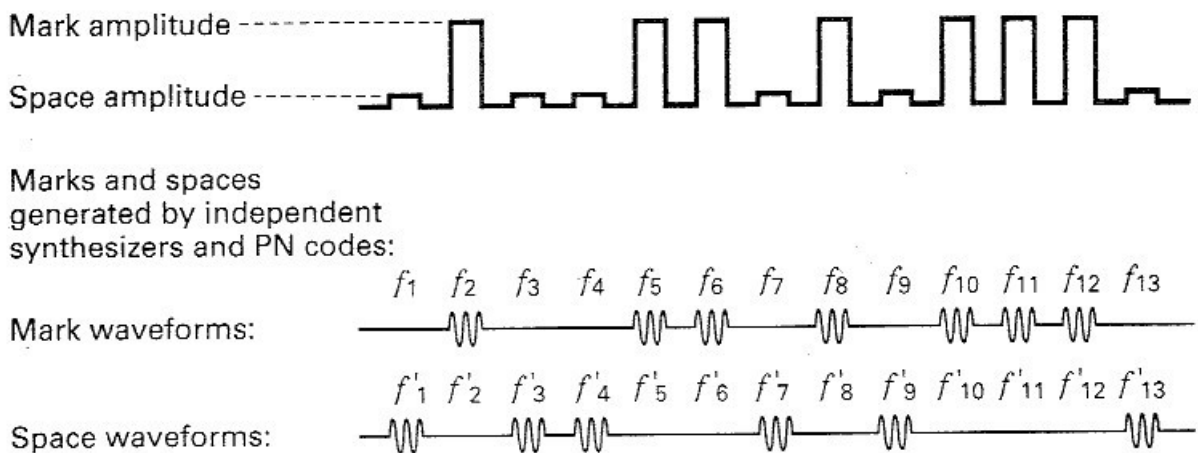 Mark amplitude
Space amplitude
Marks and spaces
generated by independent
synthesizers and PN codes:
f1 f2 f3 f4 f5 f6 f7 f8 f9 f10 f11 f12 f13
Mark waveforms:
f'1 f'2 f'3 f'4 f'5 f'6 f'7 f'8 f'9 f'10 f'11 f'12 f'13
Space waveforms: